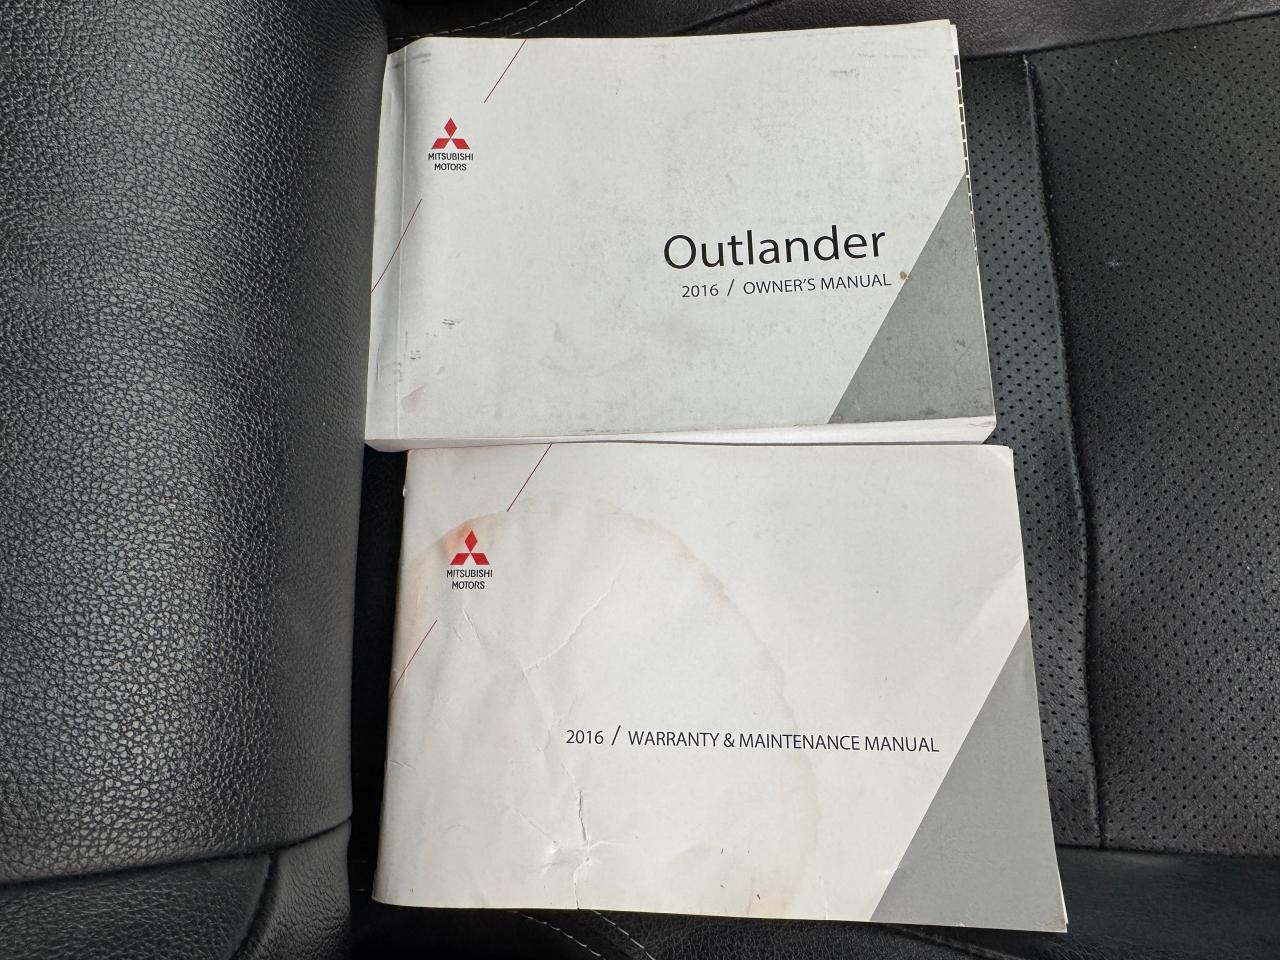 MITSUBISHI
MOTORS
Outlander
2016 / OWNER'S MANUAL
MITSUBISHI
MOTORS
2016 / WARRANTY & MAINTENANCE MANUAL